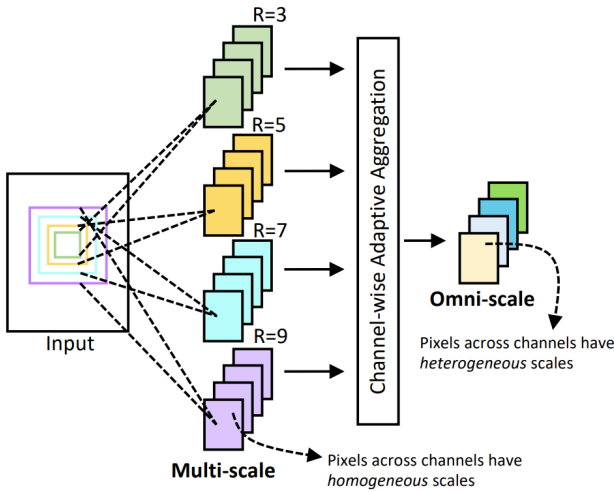 R=3
R=5
R=7
R=9
Input
Multi-scale
Channel-wise Adaptive Aggregation
Omni-scale
Pixels across channels have
heterogeneous scales
Pixels across channels have
homogeneous scales